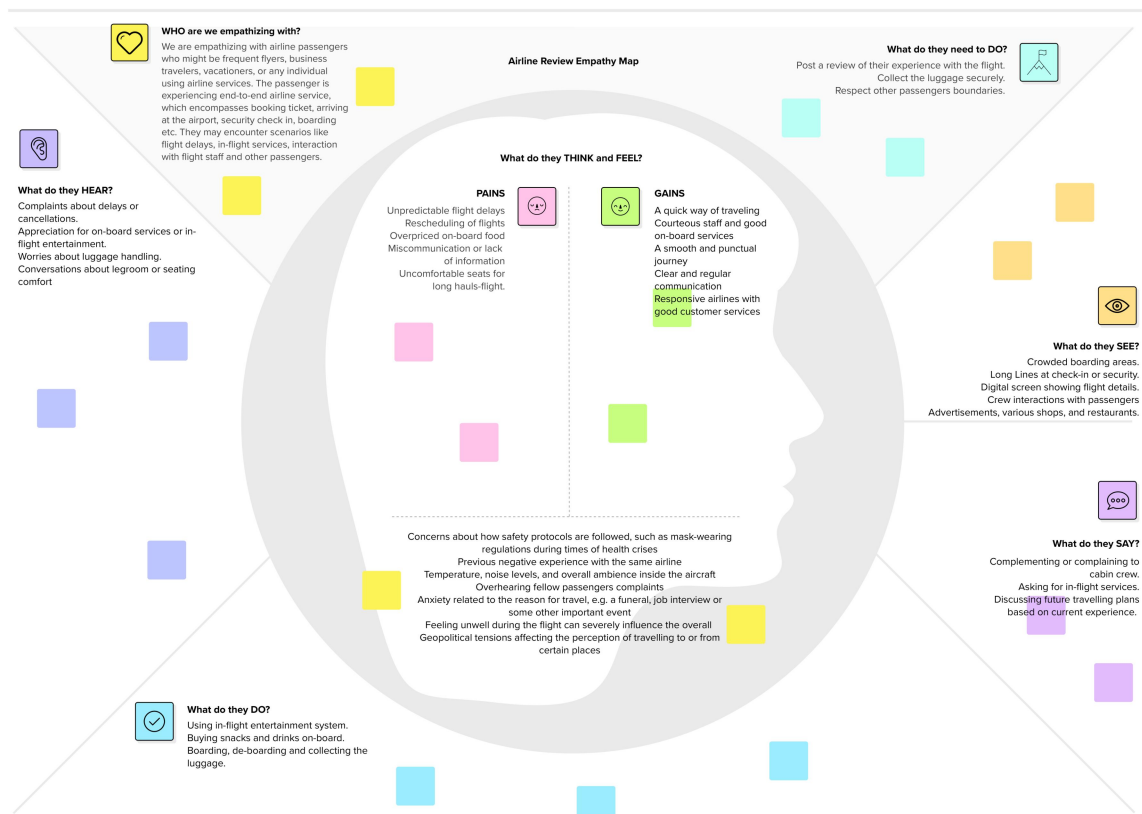 WHO are we empathizing with?
We are empathizing with airline passengers
who might be frequent flyers, business
travelers, vacationers, or any individual
using airline services. The passenger is
experiencing end-to-end airline service,
which encompasses booking ticket, arriving
at the airport, security check in, boarding
etc. They may encounter scenarios like
flight delays, in-flight services, interaction
with flight staff and other passengers.
Airline Review Empathy Map
What do they need to DO?
Post a review of their experience with the flight.
Collect the luggage securely.
Respect other passengers boundaries.
What do they HEAR?
Complaints about delays or
cancellations.
Appreciation for on-board services or in-
flight entertainment.
Worries about luggage handling.
Conversations about legroom or seating
comfort
What do they THINK and FEEL?
PAINS
Unpredictable flight delays
Rescheduling of flights
Overpriced on-board food
Miscommunication or lack
of information
Uncomfortable seats for
long hauls-flight.
GAINS
A quick way of traveling
Courteous staff and good
on-board services
A smooth and punctual
journey
Clear and regular
communication
Responsive airlines with
good customer services
What do they SEE?
Crowded boarding areas.
Long Lines at check-in or security.
Digital screen showing flight details.
Crew interactions with passengers
Advertisements, various shops, and restaurants.
What do they SAY?
Complementing or complaining to
cabin crew.
Asking for in-flight services.
Discussing future travelling plans
based on current experience.
Concerns about how safety protocols are followed, such as mask-wearing
regulations during times of health crises
Previous negative experience with the same airline
Temperature, noise levels, and overall ambience inside the aircraft
Overhearing fellow passengers complaints
Anxiety related to the reason for travel, e.g. a funeral, job interview or
some other important event
Feeling unwell during the flight can severely influence the overall
Geopolitical tensions affecting the perception of travelling to or from
certain places
What do they DO?
Using in-flight entertainment system.
Buying snacks and drinks on-board.
Boarding, de-boarding and collecting the
luggage.